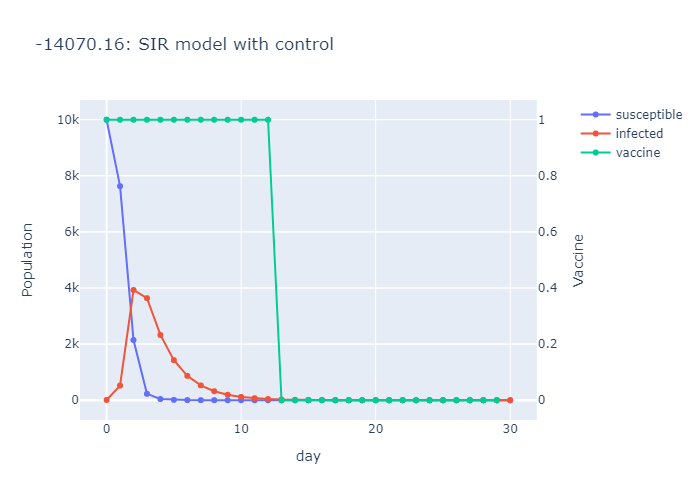 -14070.16: SIR model with control
susceptible
infected
vaccine
Population
10k
8k
6k
4k
2k
0
1
0.8
0.6
0.4
0.2
0
Vaccine
0
10
20
30
day